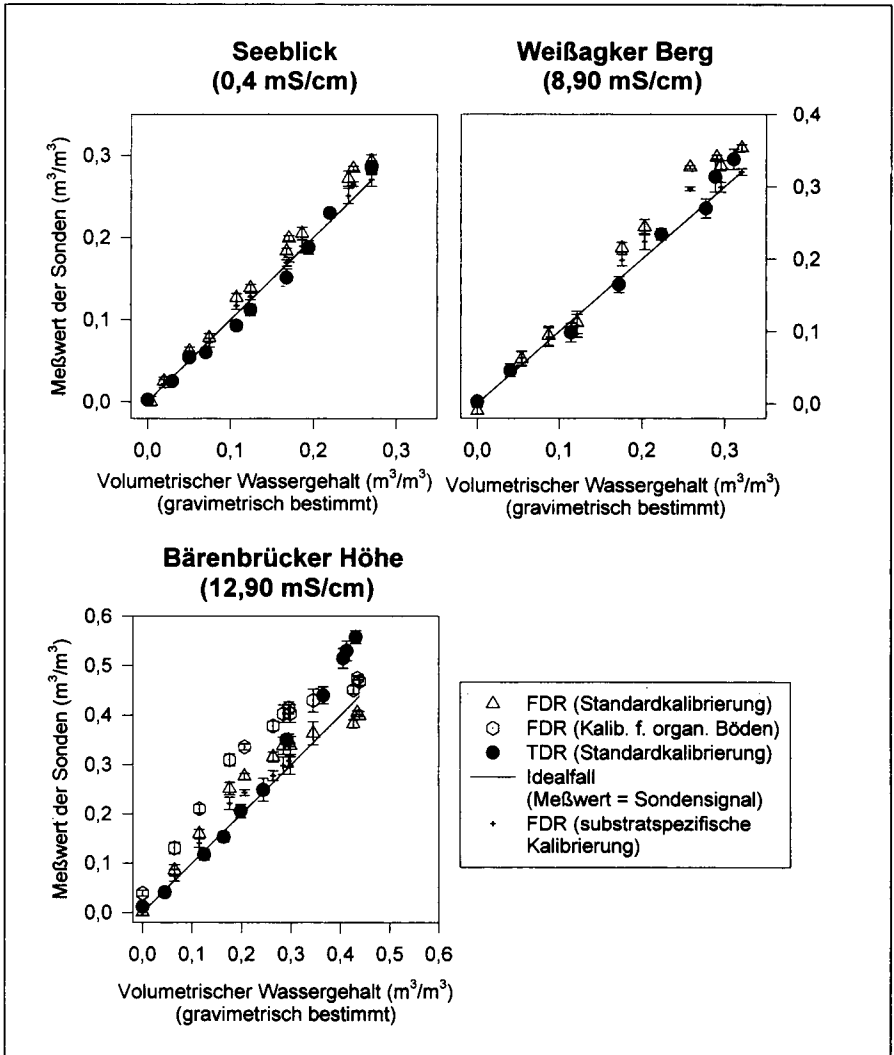 Seeblick
(0,4 mS/cm)
Weißagker Berg
(8,90 mS/cm)
Meßwert der Sonden (m³/m³)
0,3
0,2
0,1
0,0
0,4
0,3
0,2
0,1
0,0
0,0 0,1 0,2 0,3
0,0 0,1 0,2 0,3
Volumetrischer Wassergehalt (m³/m³)
(gravimetrisch bestimmt)
Volumetrischer Wassergehalt (m³/m³)
(gravimetrisch bestimmt)
Bärenbrücker Höhe
(12,90 mS/cm)
Meßwert der Sonden (m³/m³)
0,6
0,5
0,4
0,3
0,2
0,1
0,0
0,0 0,1 0,2 0,3 0,4 0,5 0,6
Volumetrischer Wassergehalt (m³/m³)
(gravimetrisch bestimmt)
FDR (Standardkalibrierung)
FDR (Kalib. f. organ. Böden)
TDR (Standardkalibrierung)
Idealfall
(Meßwert = Sondensignal)
FDR (substratspezifische
Kalibrierung)